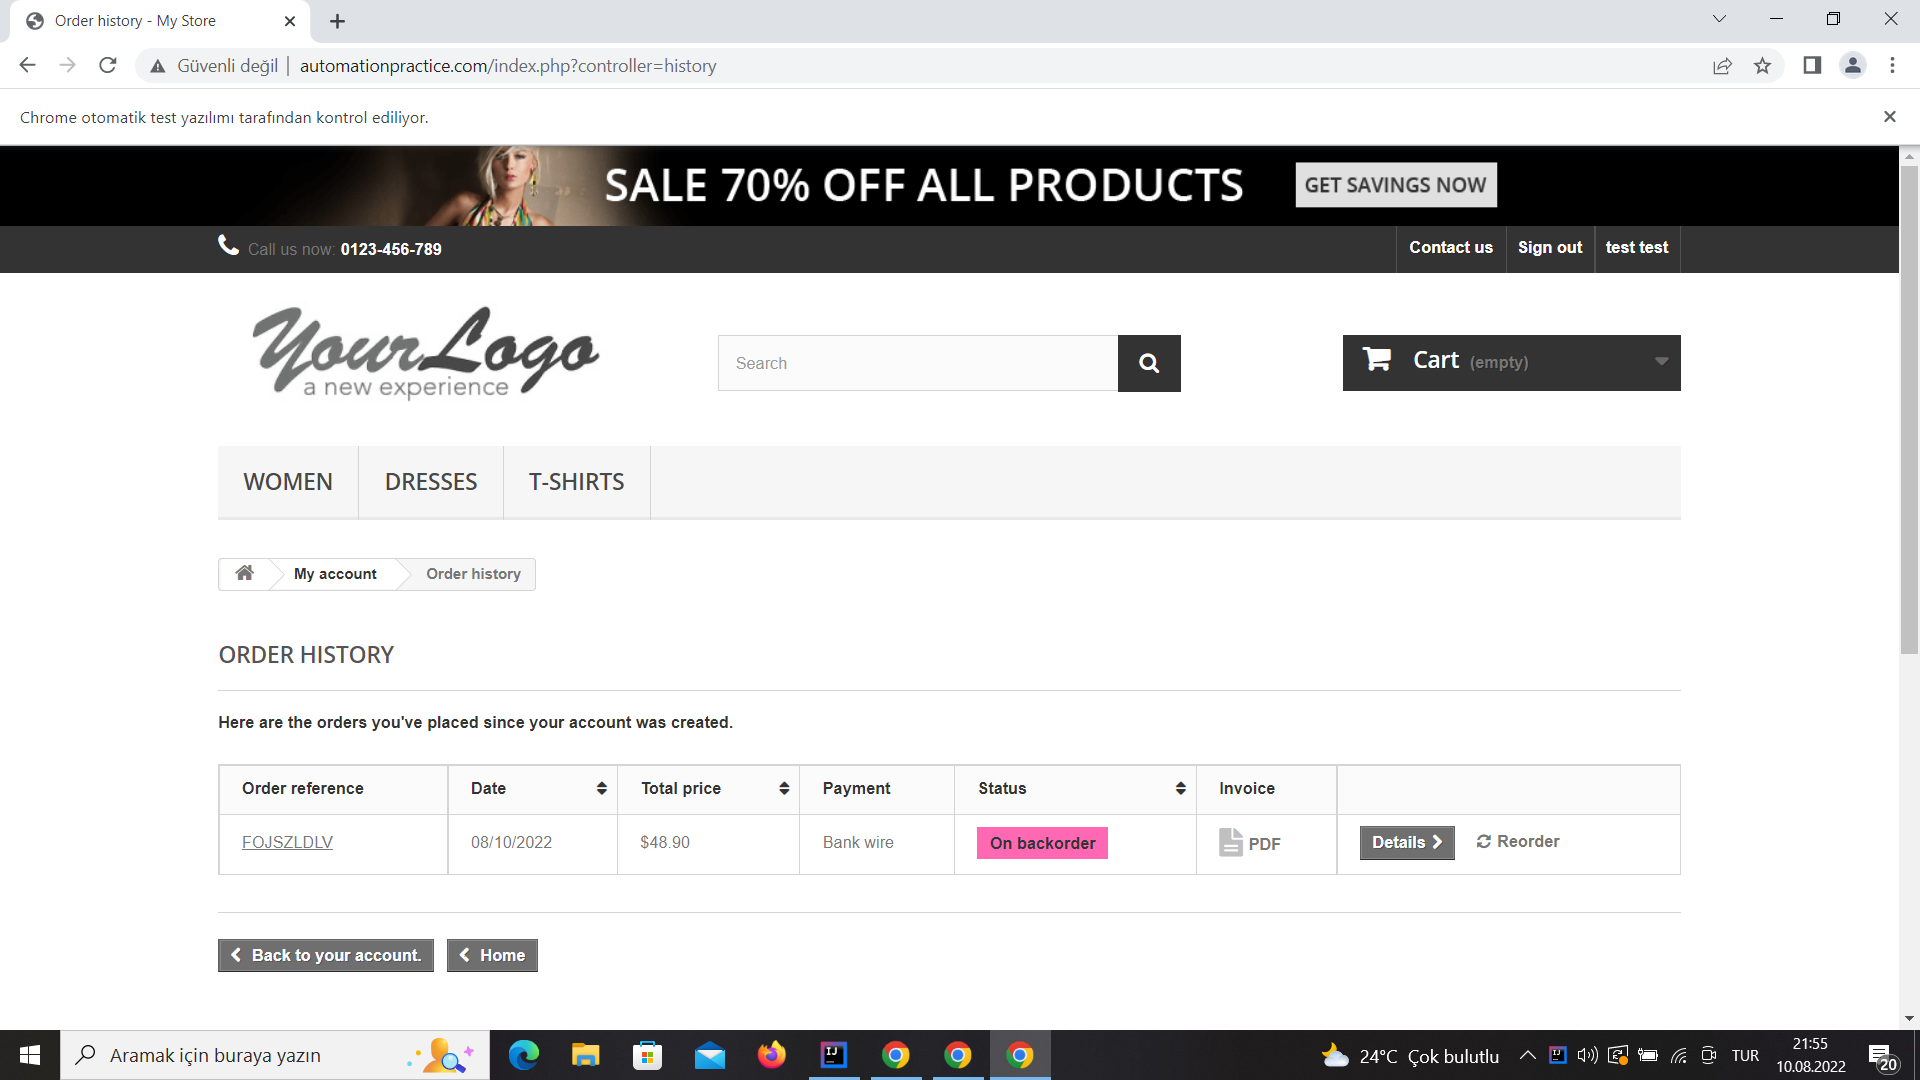 Order history - My Store
Güvenli değil | automationpractice.com/index.php?controller=history
Chrome otomatik test yazılımı tarafından kontrol ediliyor.
SALE 70% OFF ALL PRODUCTS GET SAVINGS NOW
Call us now: 0123-456-789 Contact us Sign out test test
YourLogo
a new experience
Search
Cart (empty)
WOMEN DRESSES T-SHIRTS
My account Order history
ORDER HISTORY
Here are the orders you've placed since your account was created.
Order reference Date Total price Payment Status Invoice
FOJSZLDLV 08/10/2022 $48.90 Bank wire On backorder PDF Details Reorder
Back to your account. Home
Aramak için buraya yazın
IJ
24°C Çok bulutlu
IJ
TUR
21:55
10.08.2022
20